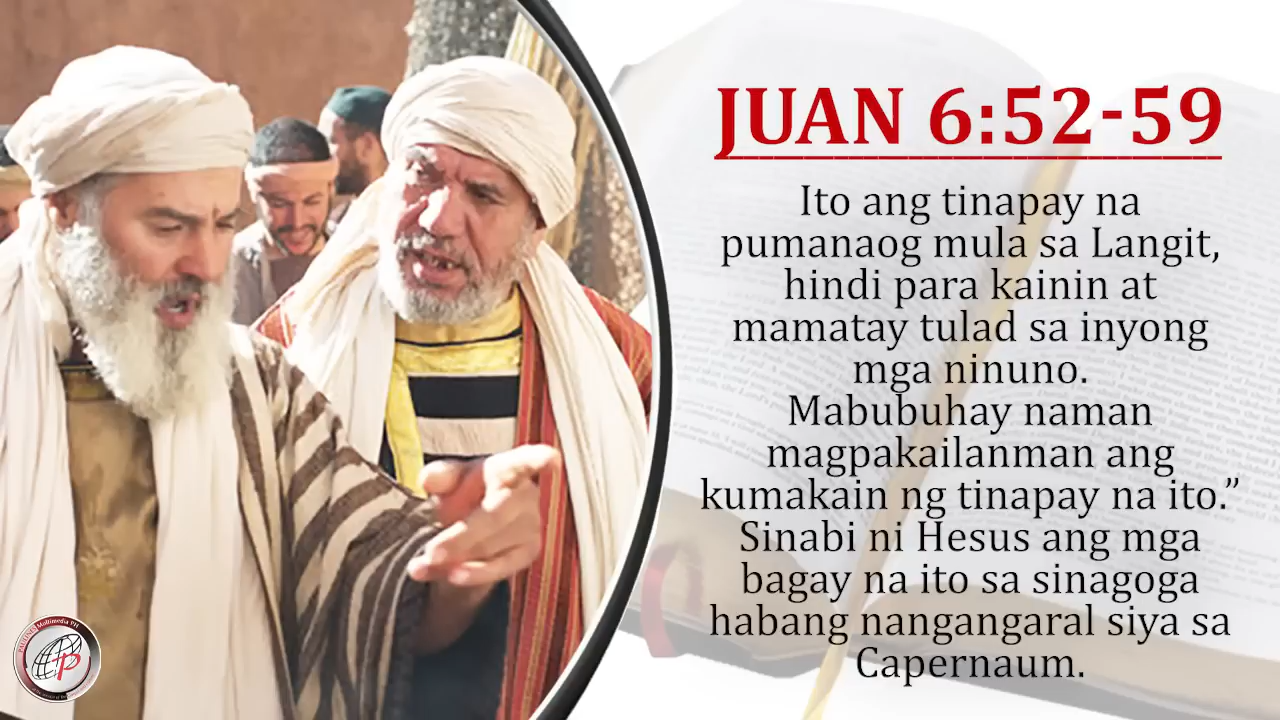 JUAN 6:52-59
Ito ang tinapay na
pumanaog mula sa Langit,
hindi para kainin at
mamatay tulad sa inyong
mga ninuno.
Mabubuhay naman
magpakailanman ang
kumakain ng tinapay na ito.”
Sinabi ni Hesus ang mga
bagay na ito sa sinagoga
habang nangangaral siya sa
Capernaum.
Multimedia PH